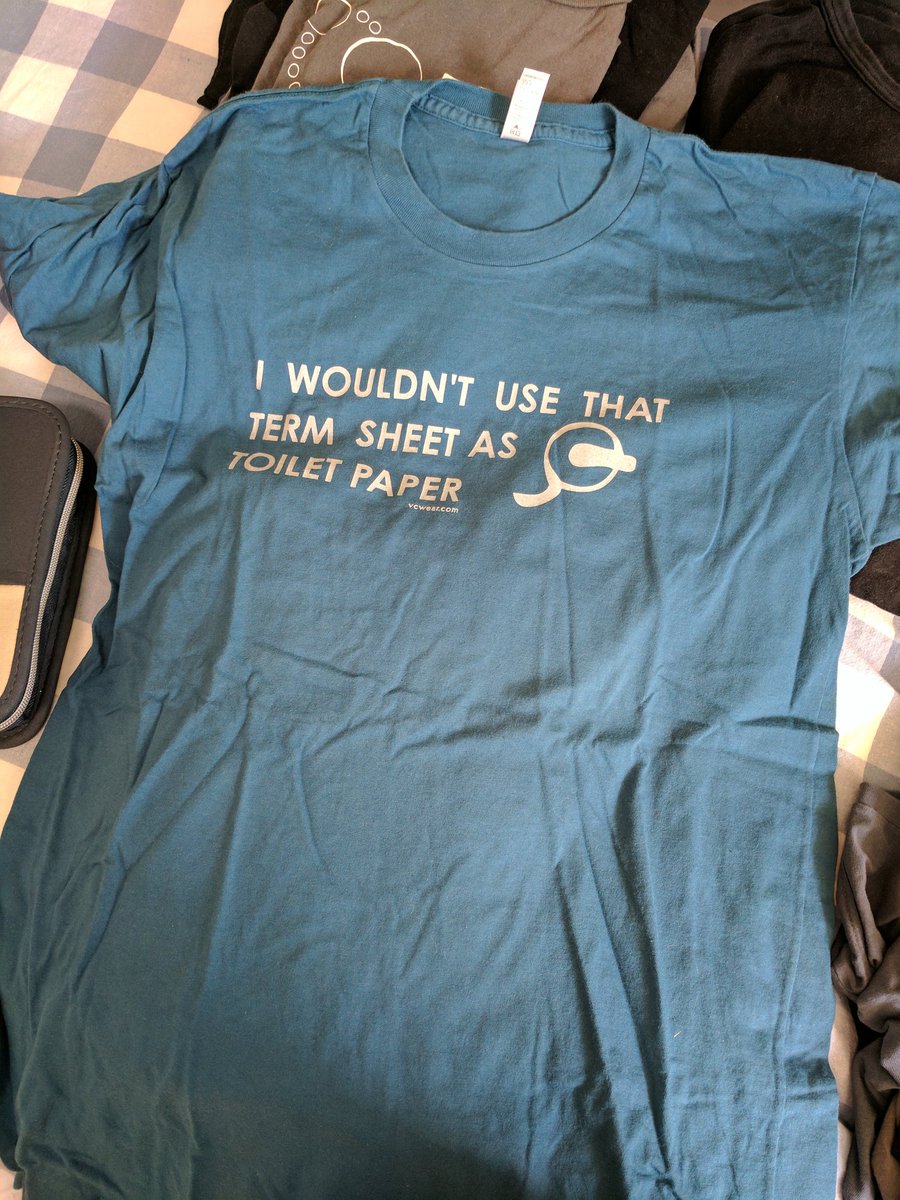 I WOULDN'T USE THAT
TERM SHEET AS
TOILET PAPER
vcwear.com